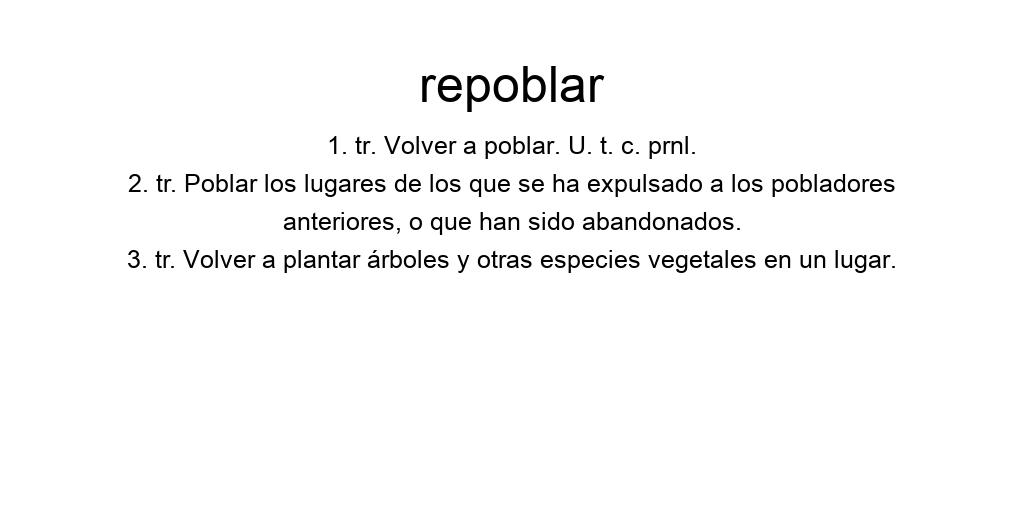 repoblar
1. tr. Volver a poblar. U. t. c. prnl.
2. tr. Poblar los lugares de los que se ha expulsado a los pobladores
anteriores, o que han sido abandonados.
3. tr. Volver a plantar árboles y otras especies vegetales en un lugar.